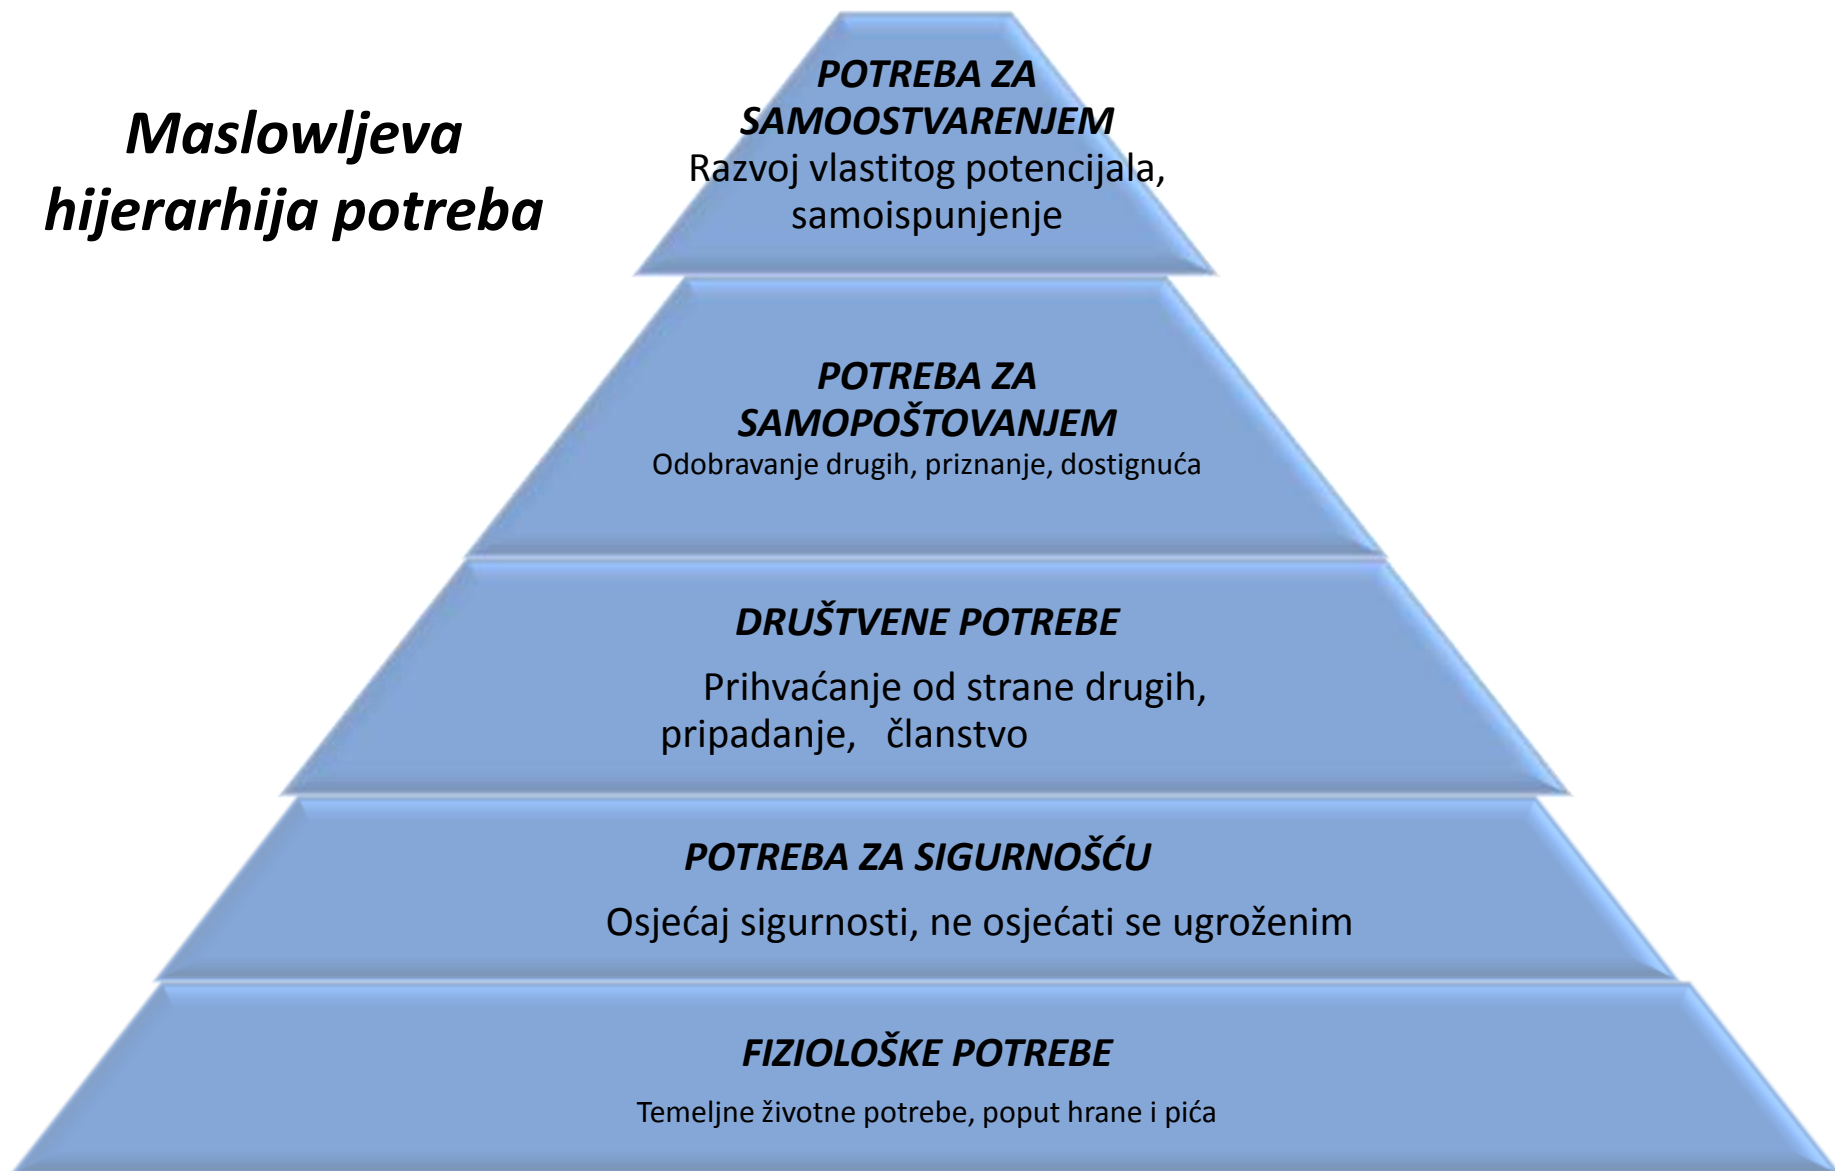 Maslowljeva
hijerarhija potreba
POTREBA ZA
SAMOOSTVARENJEM
Razvoj vlastitog potencijala,
samoispunjenje
POTREBA ZA
SAMOPOŠTOVANJEM
Odobravanje drugih, priznanje, dostignuća
DRUŠTVENE POTREBE
Prihvaćanje od strane drugih,
pripadanje, članstvo
POTREBA ZA SIGURNOŠĆU
Osjećaj sigurnosti, ne osjećati se ugroženim
FIZIOLOŠKE POTREBE
Temeljne životne potrebe, poput hrane i pića